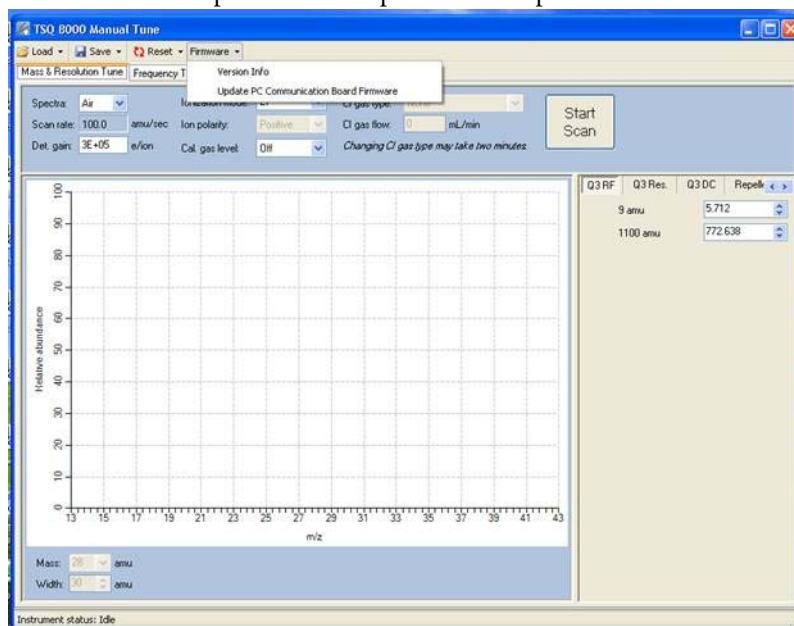 TSQ 8000 Manual Tune
Load Save Reset Firmware
Mass & Resolution Tune Frequency T
Version Info
Update PC Communication Board Firmware
Spectra: Air
Scan rate: 100.0 amu/sec Ion polarity: Positive CI gas flow: 0 mL/min
Det. gain: 3E+05 e/ion Cal. gas level: Off Changing CI gas type may take two minutes.
Start
Scan
Q3 RF Q3 Res. Q3 DC Repelle
9 amu 5.712
1100 amu 772.638
Relative abundance
100
90
80
70
60
50
40
30
20
10
0
13 15 17 19 21 23 25 27 29 31 33 35 37 39 41 43
m/z
Mass: 28 amu
Width: 30 amu
Instrument status: Idle